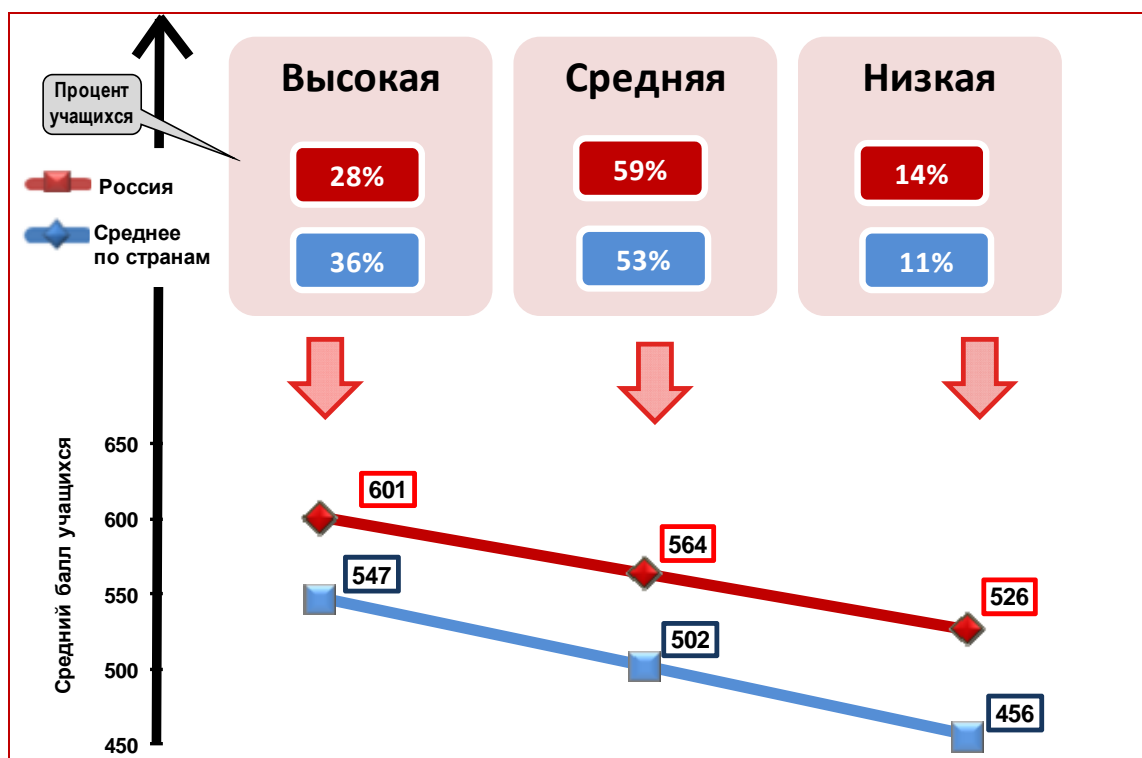 Высокая
Средняя
Низкая
Процент
учащихся
28%
59%
14%
Россия
Среднее
по странам
36%
53%
11%
Средний балл учащихся
650
600
550
500
450
601
564
526
547
502
456